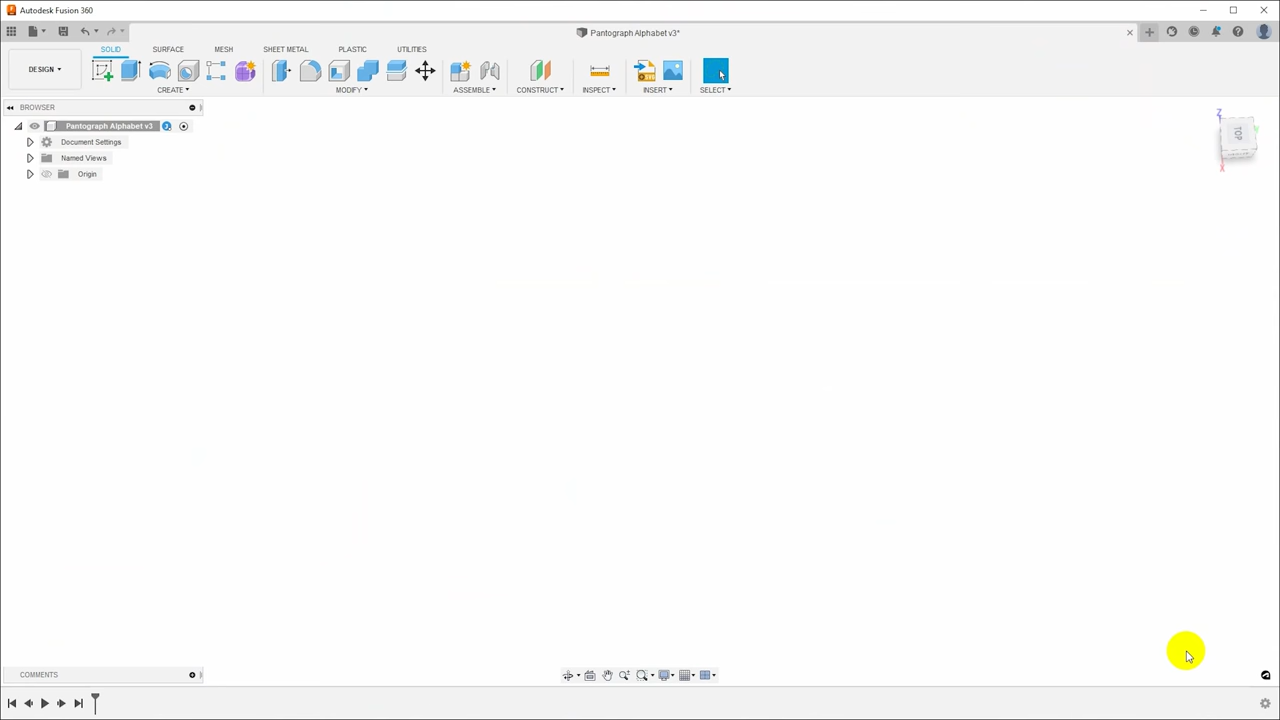 Autodesk Fusion 360
Pantograph Alphabet v3*
DESIGN
SOLID SURFACE MESH SHEET METAL PLASTIC UTILITIES
CREATE MODIFY ASSEMBLE CONSTRUCT INSPECT INSERT SELECT
BROWSER
Pantograph Alphabet v3
Document Settings
Named Views
Origin
Z
TOP
X
COMMENTS